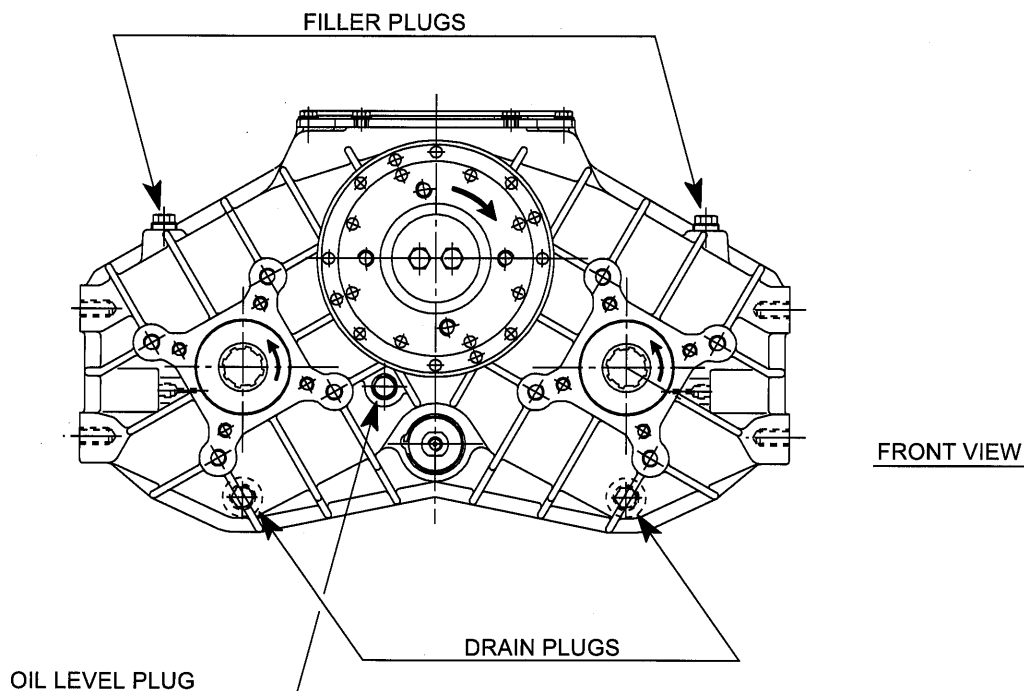 FILLER PLUGS
FRONT VIEW
DRAIN PLUGS
OIL LEVEL PLUG